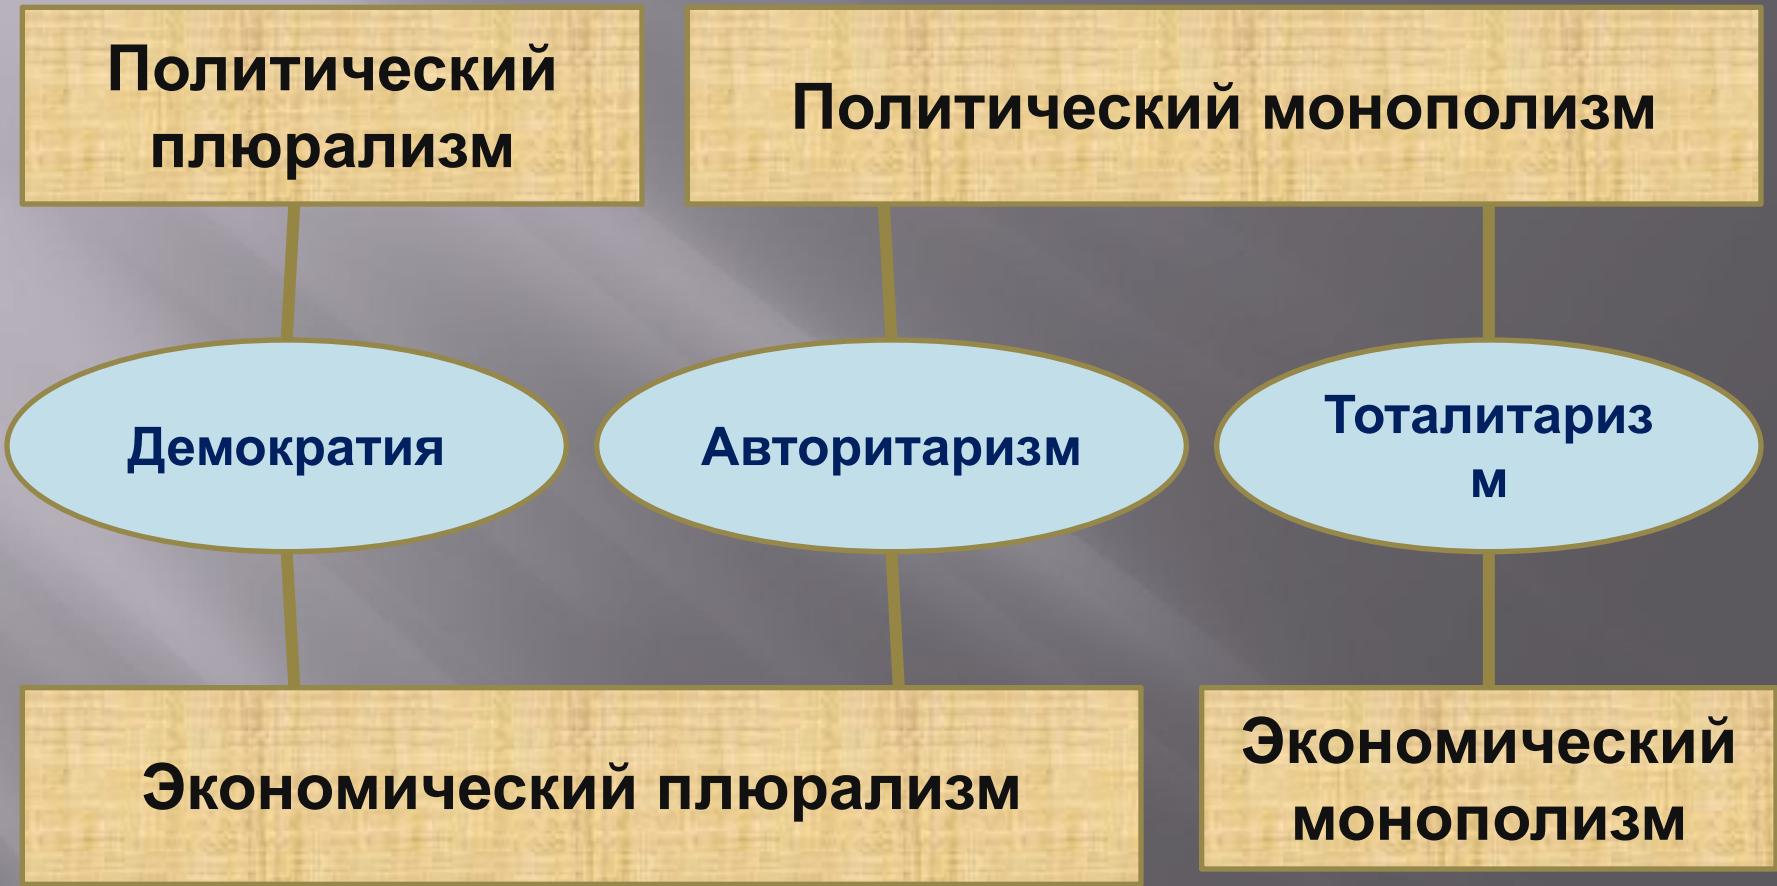 Политический
плюрализм
Политический монополизм
Демократия
Авторитаризм
Тоталитариз
м
Экономический плюрализм
Экономический
монополизм